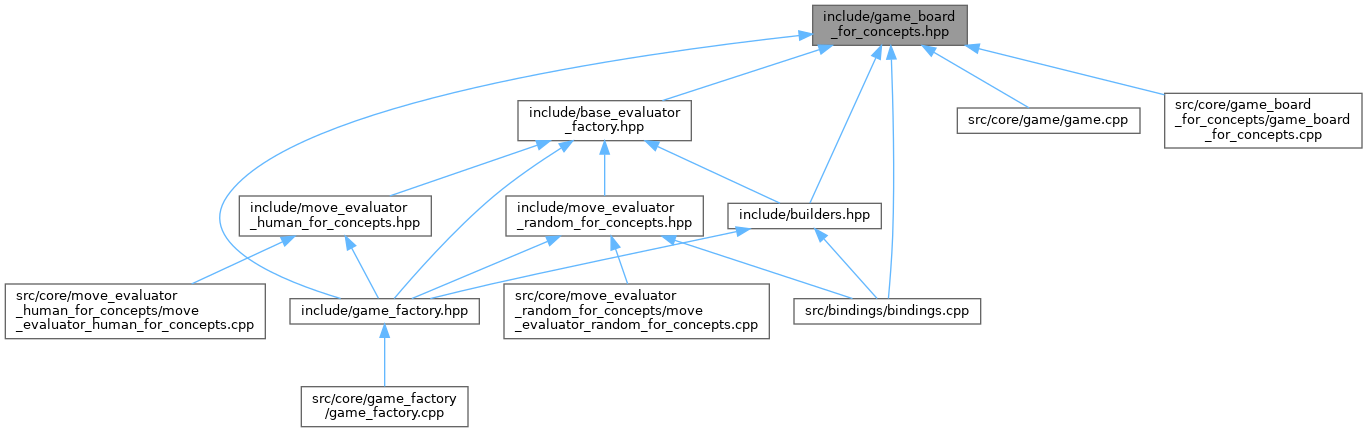 include/game_board
_for_concepts.hpp
include/base_evaluator
_factory.hpp
src/core/game/game.cpp
src/core/game_board
_for_concepts/game_board
_for_concepts.cpp
include/move_evaluator
_human_for_concepts.hpp
include/move_evaluator
_random_for_concepts.hpp
include/builders.hpp
src/core/move_evaluator
_human_for_concepts/move
_evaluator_human_for_concepts.cpp
include/game_factory.hpp
src/core/move_evaluator
_random_for_concepts/move
_evaluator_random_for_concepts.cpp
src/bindings/bindings.cpp
src/core/game_factory
/game_factory.cpp